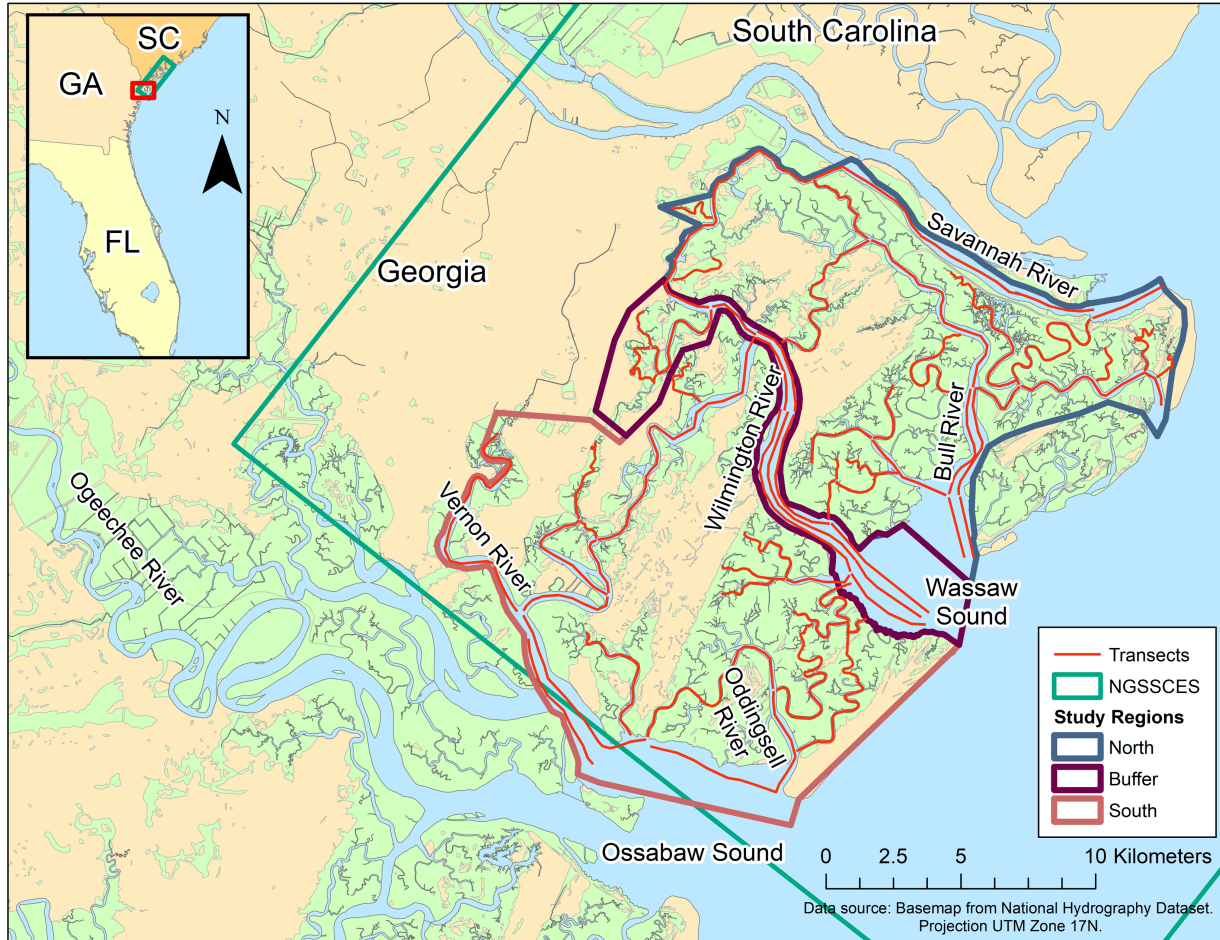 SC
GA
N
FL
South Carolina
Georgia
Savannah River
Ogeechee River
Vernon River
Wilmington River
Bull River
Wassaw
Sound
Oddingsell
River
Ossabaw Sound
Transects
NGSSCES
Study Regions
North
Buffer
South
0 2.5 5 10 Kilometers
Data source: Basemap from National Hydrography Dataset.
Projection UTM Zone 17N.